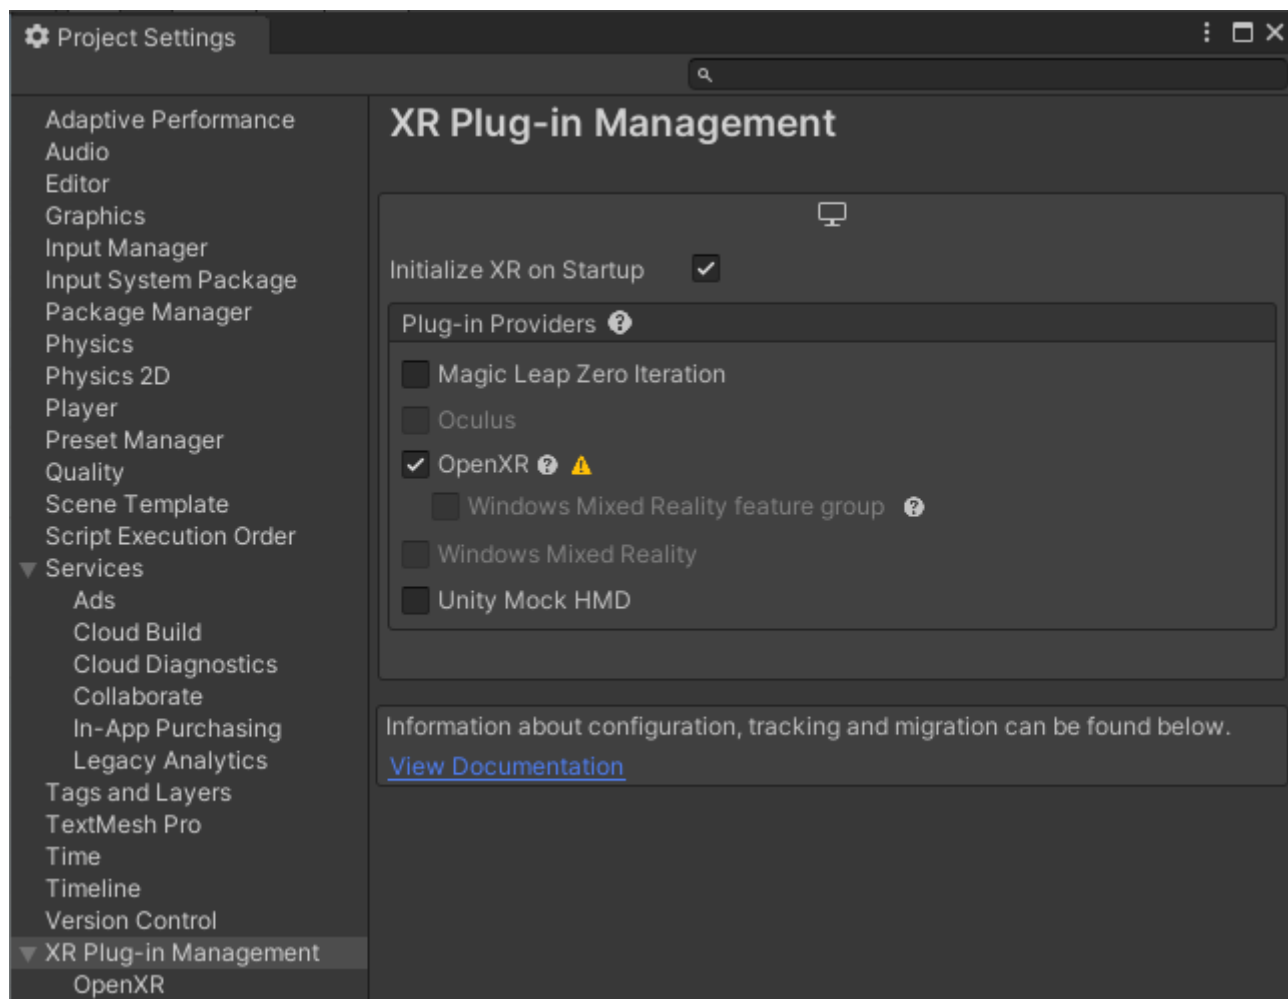 Project Settings
Adaptive Performance
Audio
Editor
Graphics
Input Manager
Input System Package
Package Manager
Physics
Physics 2D
Player
Preset Manager
Quality
Scene Template
Script Execution Order
Services
Ads
Cloud Build
Cloud Diagnostics
Collaborate
In-App Purchasing
Legacy Analytics
Tags and Layers
TextMesh Pro
Time
Timeline
Version Control
XR Plug-in Management
OpenXR
XR Plug-in Management
Initialize XR on Startup
Plug-in Providers
Magic Leap Zero Iteration
Oculus
OpenXR
Windows Mixed Reality feature group
Windows Mixed Reality
Unity Mock HMD
Information about configuration, tracking and migration can be found below.
View Documentation